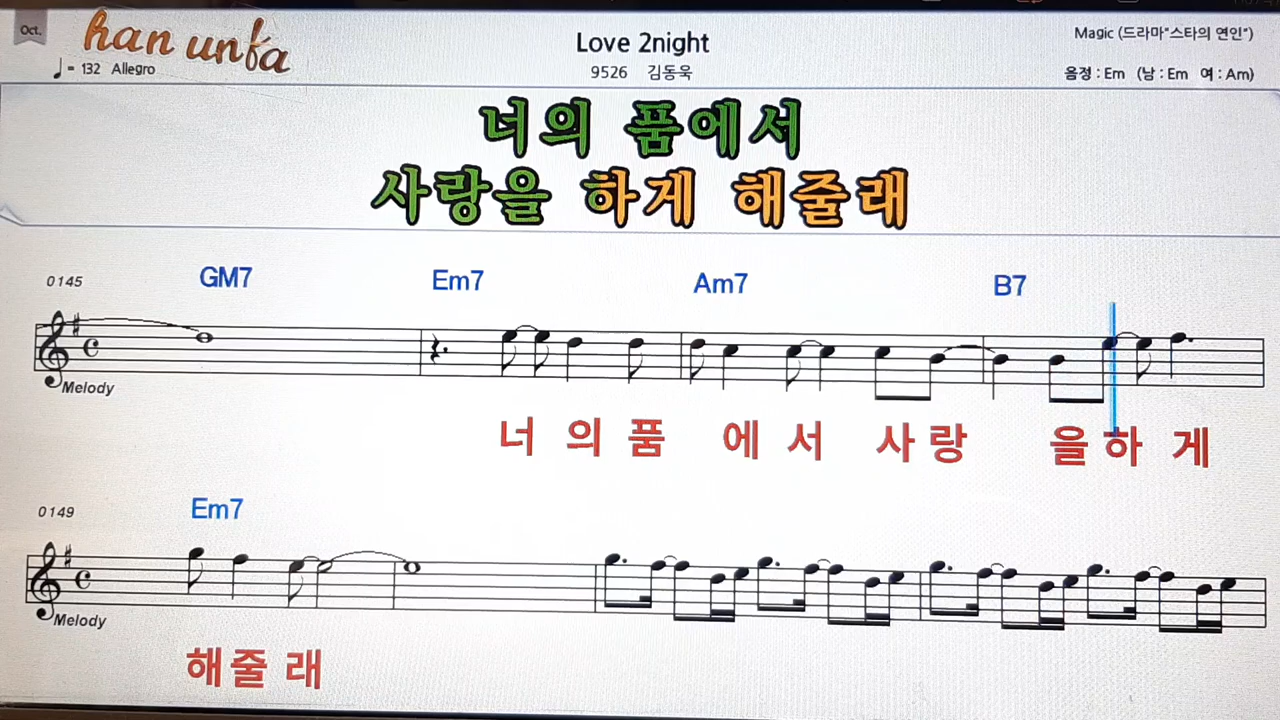 Oct.
han unfa
♩= 132 Allegro
Love 2night
9526 김동욱
Magic (드라마"스타의 연인")
음정 : Em (남 : Em 여 : Am)
너의 품에서
사랑을 하게 해줄래
0145 GM7 Em7 Am7 B7
Melody
너 의 품 에 서 사 랑 을 하 게
0149 Em7
Melody
해 줄 래